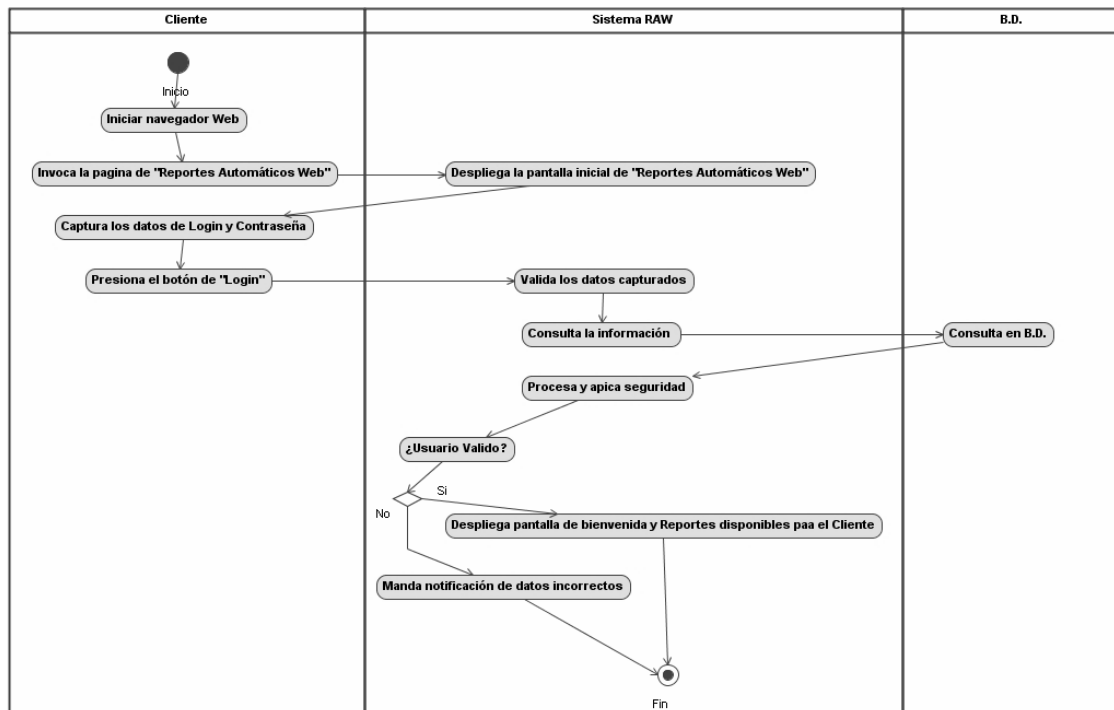 Cliente
Sistema RAW
B.D.
Inicio
Iniciar navegador Web
Invoca la pagina de "Reportes Automáticos Web"
Despliega la pantalla inicial de "Reportes Automáticos Web"
Captura los datos de Login y Contraseña
Presiona el botón de "Login"
Valida los datos capturados
Consulta la información
Consulta en B.D.
Procesa y apica seguridad
¿Usuario Valido?
Si
No
Despliega pantalla de bienvenida y Reportes disponibles paa el Cliente
Manda notificación de datos incorrectos
Fin